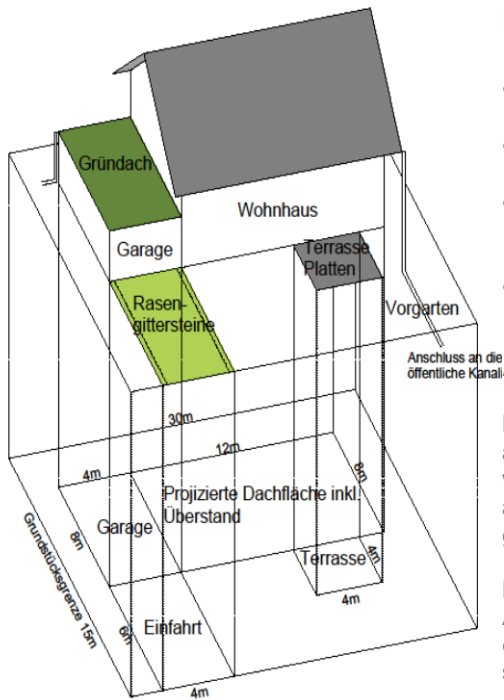 Gründach
Wohnhaus
Garage
Terrasse
Platten
Rasen-
gittersteine
Vorgarten
Anschluss an die
öffentliche Kanali
30m
12m
4m
8m
Projizierte Dachfläche inkl.
Überstand
Garage
8m
Grundstücksgrenze 15m
Terrasse
4m
4m
6m
Einfahrt
4m